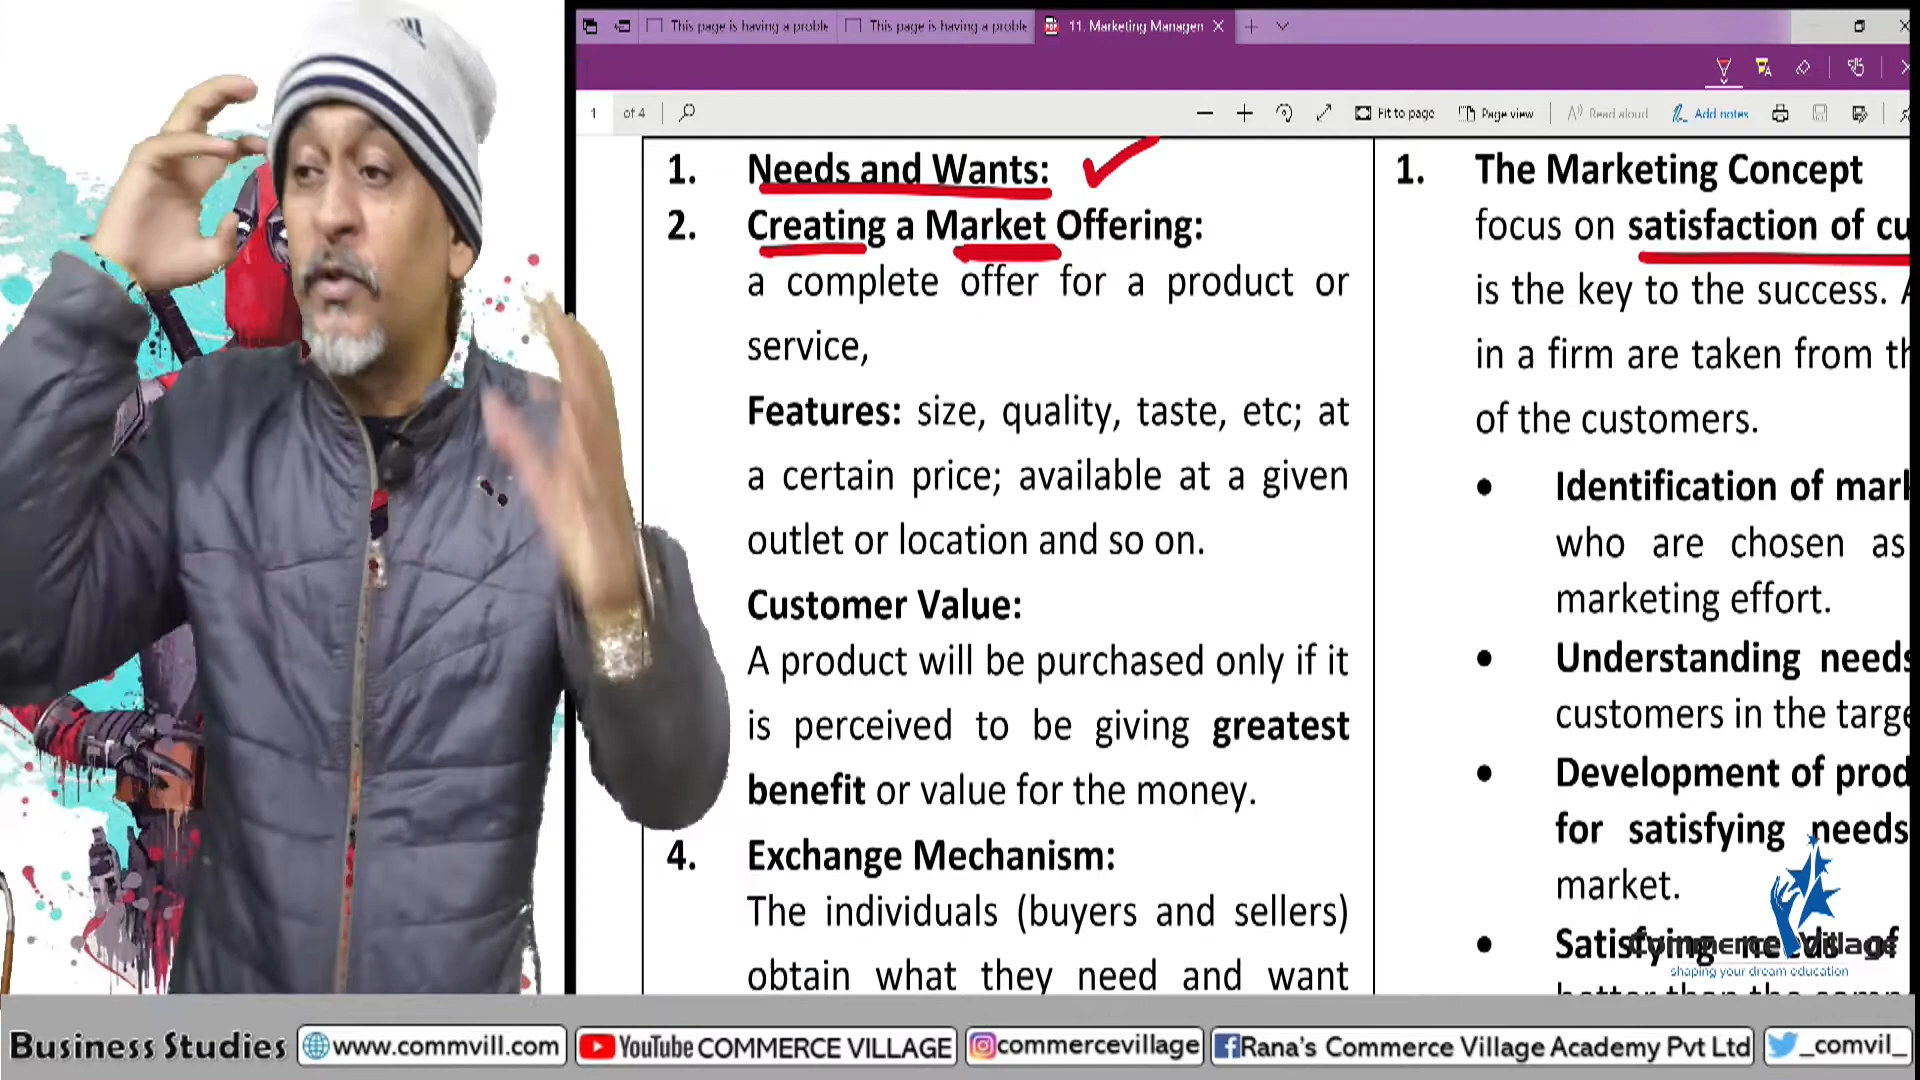 This page is having a proble
This page is having a proble
11. Marketing Managen
1 of 4
Fit to page
Page view
Read aloud
Add notes
1. Needs and Wants:
2. Creating a Market Offering:
a complete offer for a product or
service,
Features: size, quality, taste, etc; at
a certain price; available at a given
outlet or location and so on.
Customer Value:
A product will be purchased only if it
is perceived to be giving greatest
benefit or value for the money.
4. Exchange Mechanism:
The individuals (buyers and sellers)
obtain what they need and want
1. The Marketing Concept
focus on satisfaction of cu
is the key to the success. A
in a firm are taken from th
of the customers.
• Identification of mark
who are chosen as
marketing effort.
• Understanding needs
customers in the targe
• Development of prod
for satisfying needs
market.
• Satisfying needs of
Commerce Village
shaping your dream education
Business Studies
www.commvill.com
YouTube COMMERCE VILLAGE
commercevillage
Rana's Commerce Village Academy Pvt Ltd
_comvil_